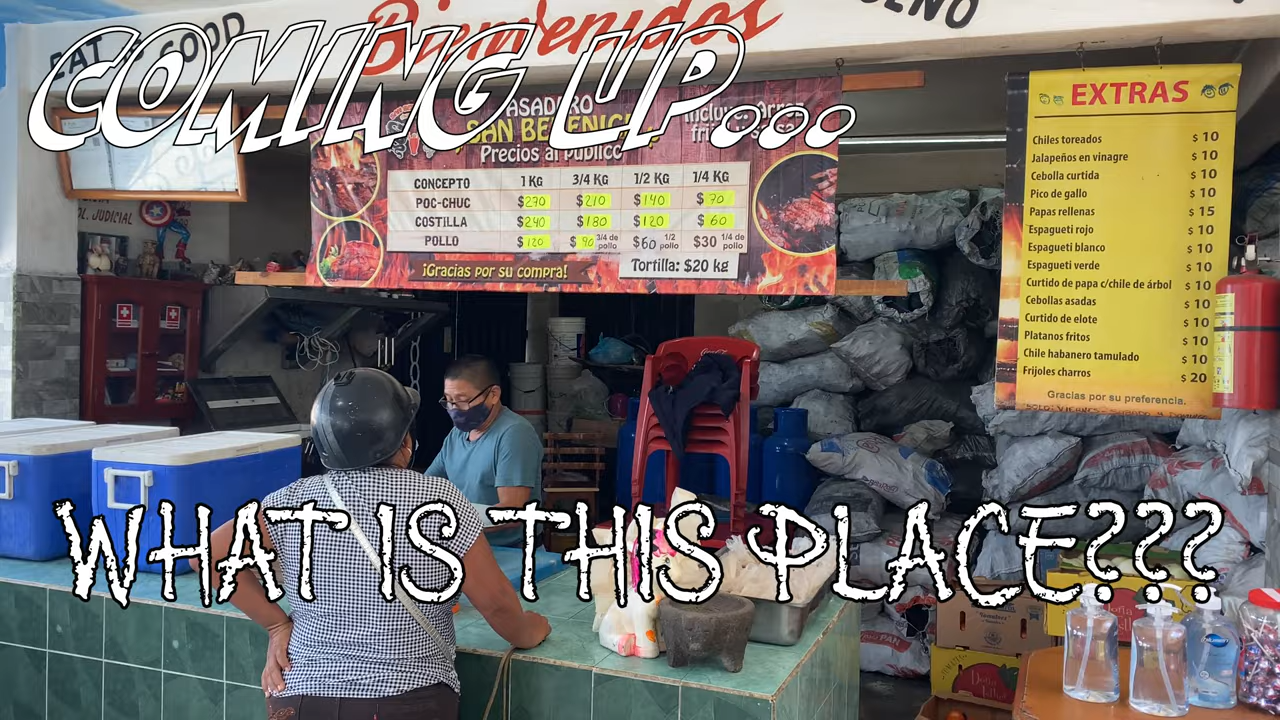 EAT GOOD
Bienvenidos
COMING UP...
ASADERO
SAN BERENICE
Precios al público
Incluye Arroz
CONCEPTO 1 KG 3/4 KG 1/2 KG 1/4 KG
POC-CHUC $270 $210 $140 $70
COSTILLA $240 $180 $120 $60
POLLO $120 $90 3/4 de pollo $60 1/2 pollo $30 1/4 de pollo
¡Gracias por su compra!
Tortilla: $20 kg
EXTRAS
Chiles toreados $ 10
Jalapeños en vinagre $ 10
Cebolla curtida $ 10
Pico de gallo $ 10
Papas rellenas $ 15
Espagueti rojo $ 10
Espagueti blanco $ 10
Espagueti verde $ 10
Curtido de papa c/chile de árbol $ 10
Cebollas asadas $ 10
Curtido de elote $ 10
Platanos fritos $ 10
Chile habanero tamulado $ 10
Frijoles charros $ 20
Gracias por su preferencia.
POL. JUDICIAL
WHAT IS THIS PLACE???